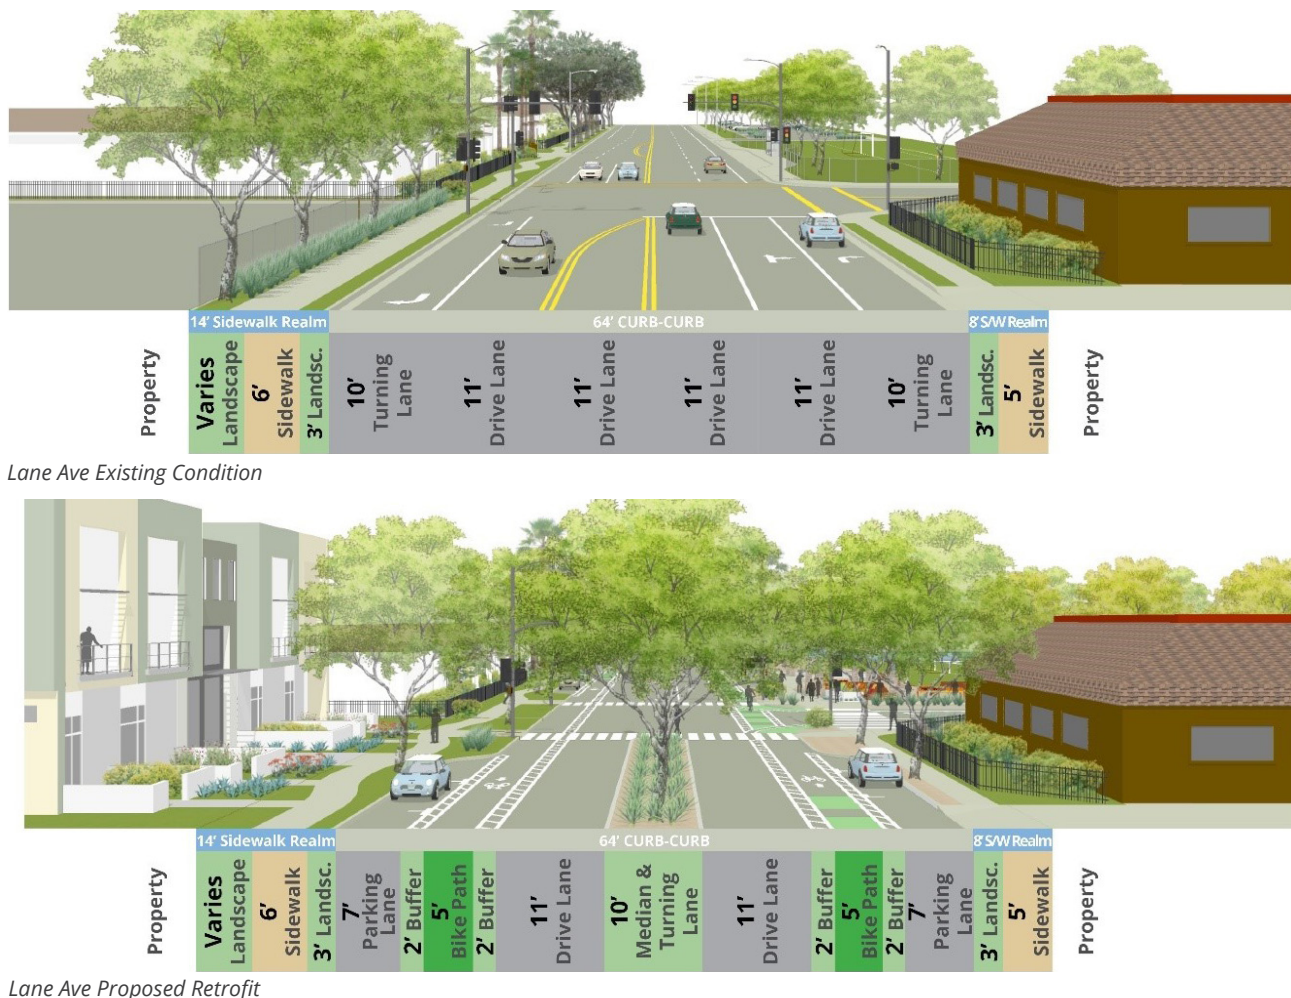 14' Sidewalk Realm
64' CURB-CURB
8' S/W Realm
Property
Varies
Landscape
6'
Sidewalk
3' Landsc.
10'
Turning
Lane
11'
Drive Lane
11'
Drive Lane
11'
Drive Lane
11'
Drive Lane
10'
Turning
Lane
3' Landsc.
5'
Sidewalk
Property
Lane Ave Existing Condition
14' Sidewalk Realm
64' CURB-CURB
8' S/W Realm
Property
Varies
Landscape
6'
Sidewalk
3' Landsc.
7'
Parking
Lane
2' Buffer
5'
Bike Path
2' Buffer
11'
Drive Lane
10'
Median &
Turning
Lane
11'
Drive Lane
2' Buffer
5'
Bike Path
2' Buffer
7'
Parking
Lane
3' Landsc.
5'
Sidewalk
Property
Lane Ave Proposed Retrofit